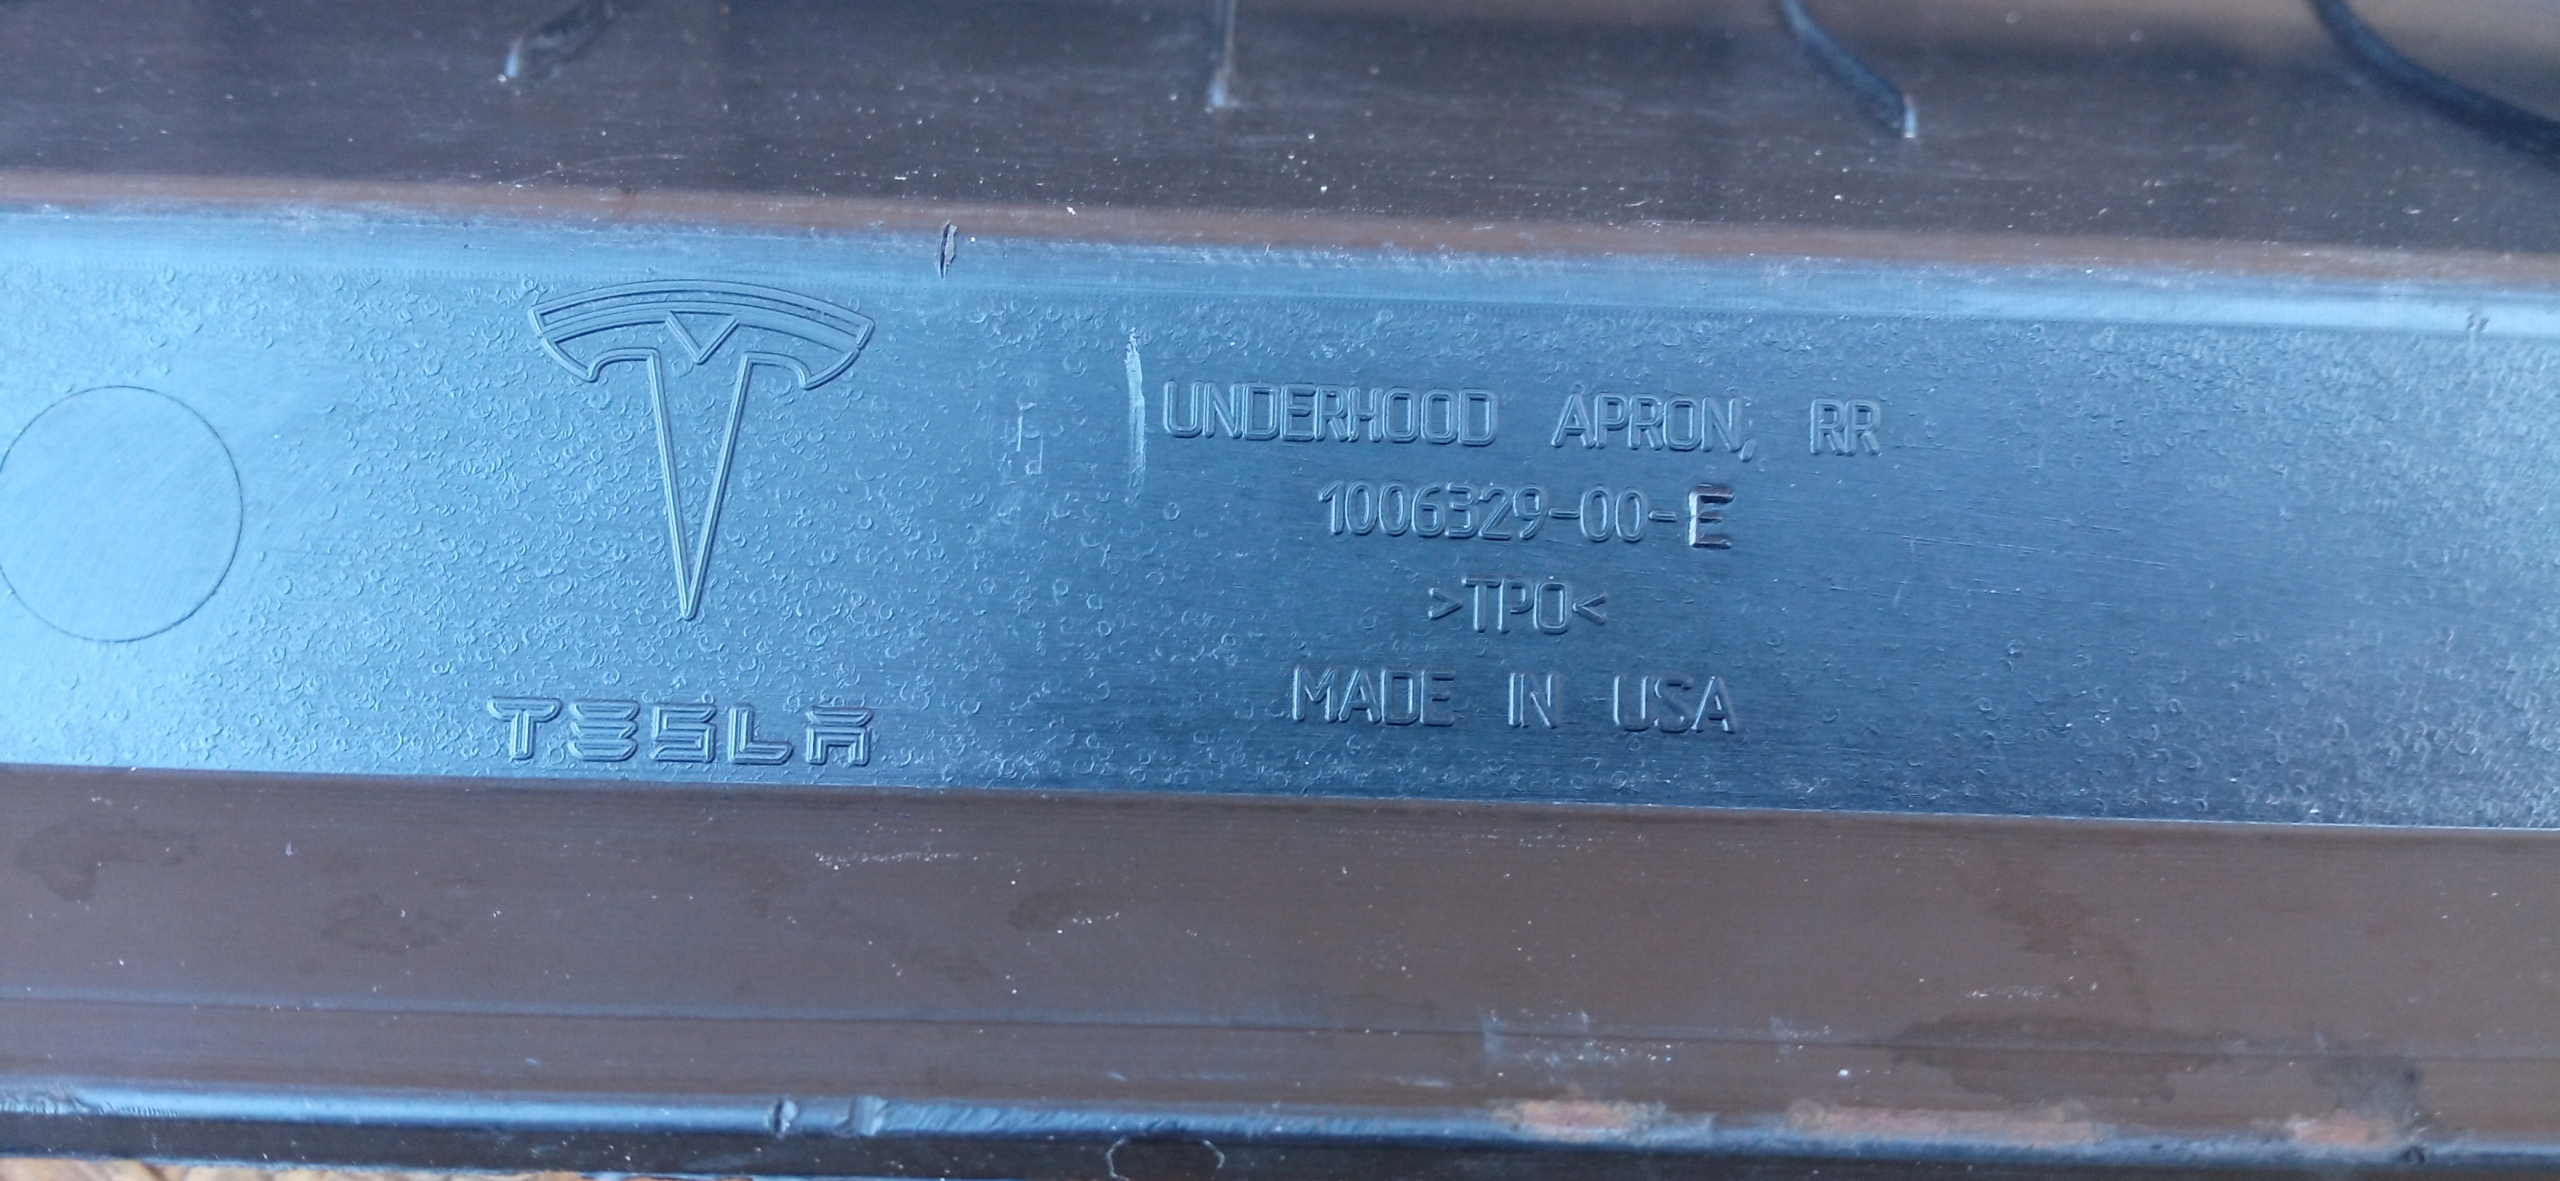 TESLA
UNDERHOOD APRON, RR
1006329-00-E
>TPO<
MADE IN USA